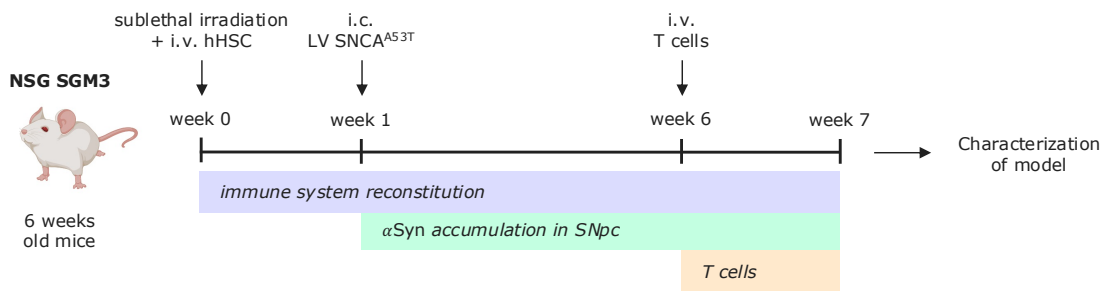 sublethal irradiation
+ i.v. hHSC
i.c.
LV SNCA^A53T
i.v.
T cells
NSG SGM3
week 0
week 1
week 6
week 7
Characterization
of model
immune system reconstitution
6 weeks
old mice
αSyn accumulation in SNpc
T cells